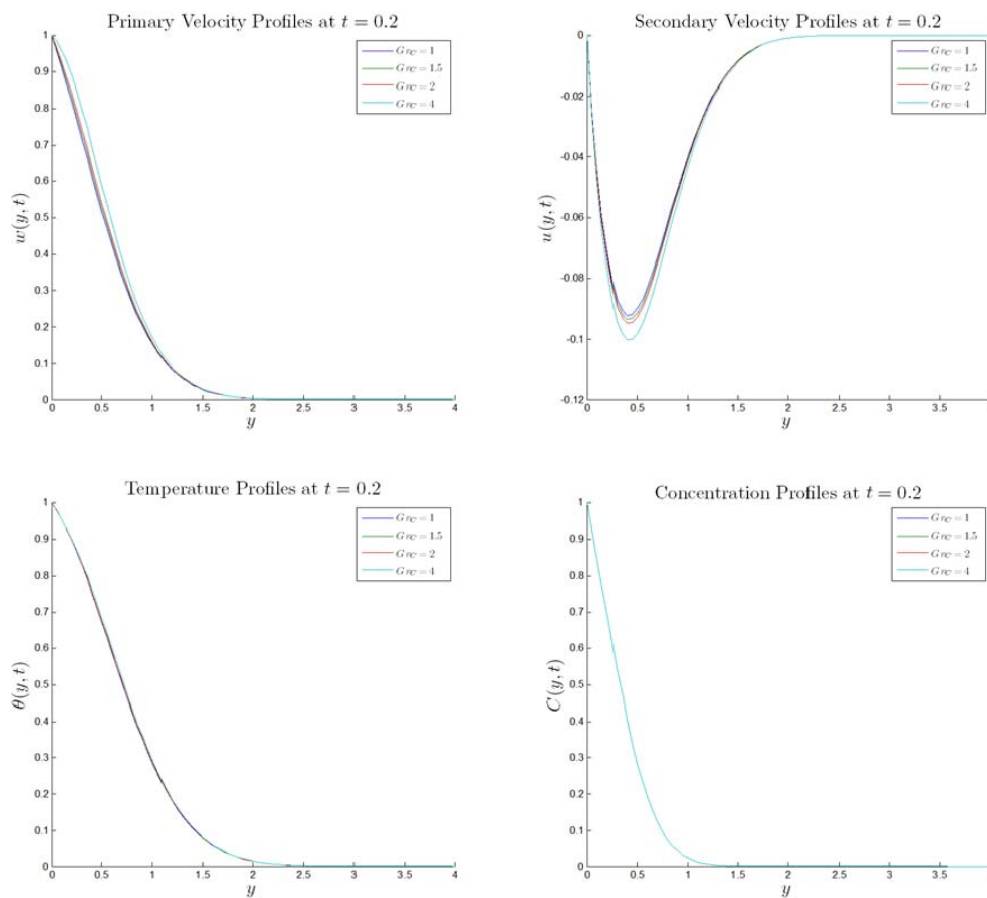 Primary Velocity Profiles at t = 0.2
1
0.9
0.8
0.7
0.6
0.5
0.4
0.3
0.2
0.1
0
w(y, t)
0
0.5
1
1.5
2
2.5
3
3.5
4
y
Gr_C = 1
Gr_C = 1.5
Gr_C = 2
Gr_C = 4
Secondary Velocity Profiles at t = 0.2
0
-0.02
-0.04
-0.06
-0.08
-0.1
-0.12
u(y, t)
0
0.5
1
1.5
2
2.5
3
3.5
y
Gr_C = 1
Gr_C = 1.5
Gr_C = 2
Gr_C = 4
Temperature Profiles at t = 0.2
1
0.9
0.8
0.7
0.6
0.5
0.4
0.3
0.2
0.1
0
θ(y, t)
0
0.5
1
1.5
2
2.5
3
3.5
4
y
Gr_C = 1
Gr_C = 1.5
Gr_C = 2
Gr_C = 4
Concentration Profiles at t = 0.2
1
0.9
0.8
0.7
0.6
0.5
0.4
0.3
0.2
0.1
0
C(y, t)
0
0.5
1
1.5
2
2.5
3
3.5
y
Gr_C = 1
Gr_C = 1.5
Gr_C = 2
Gr_C = 4